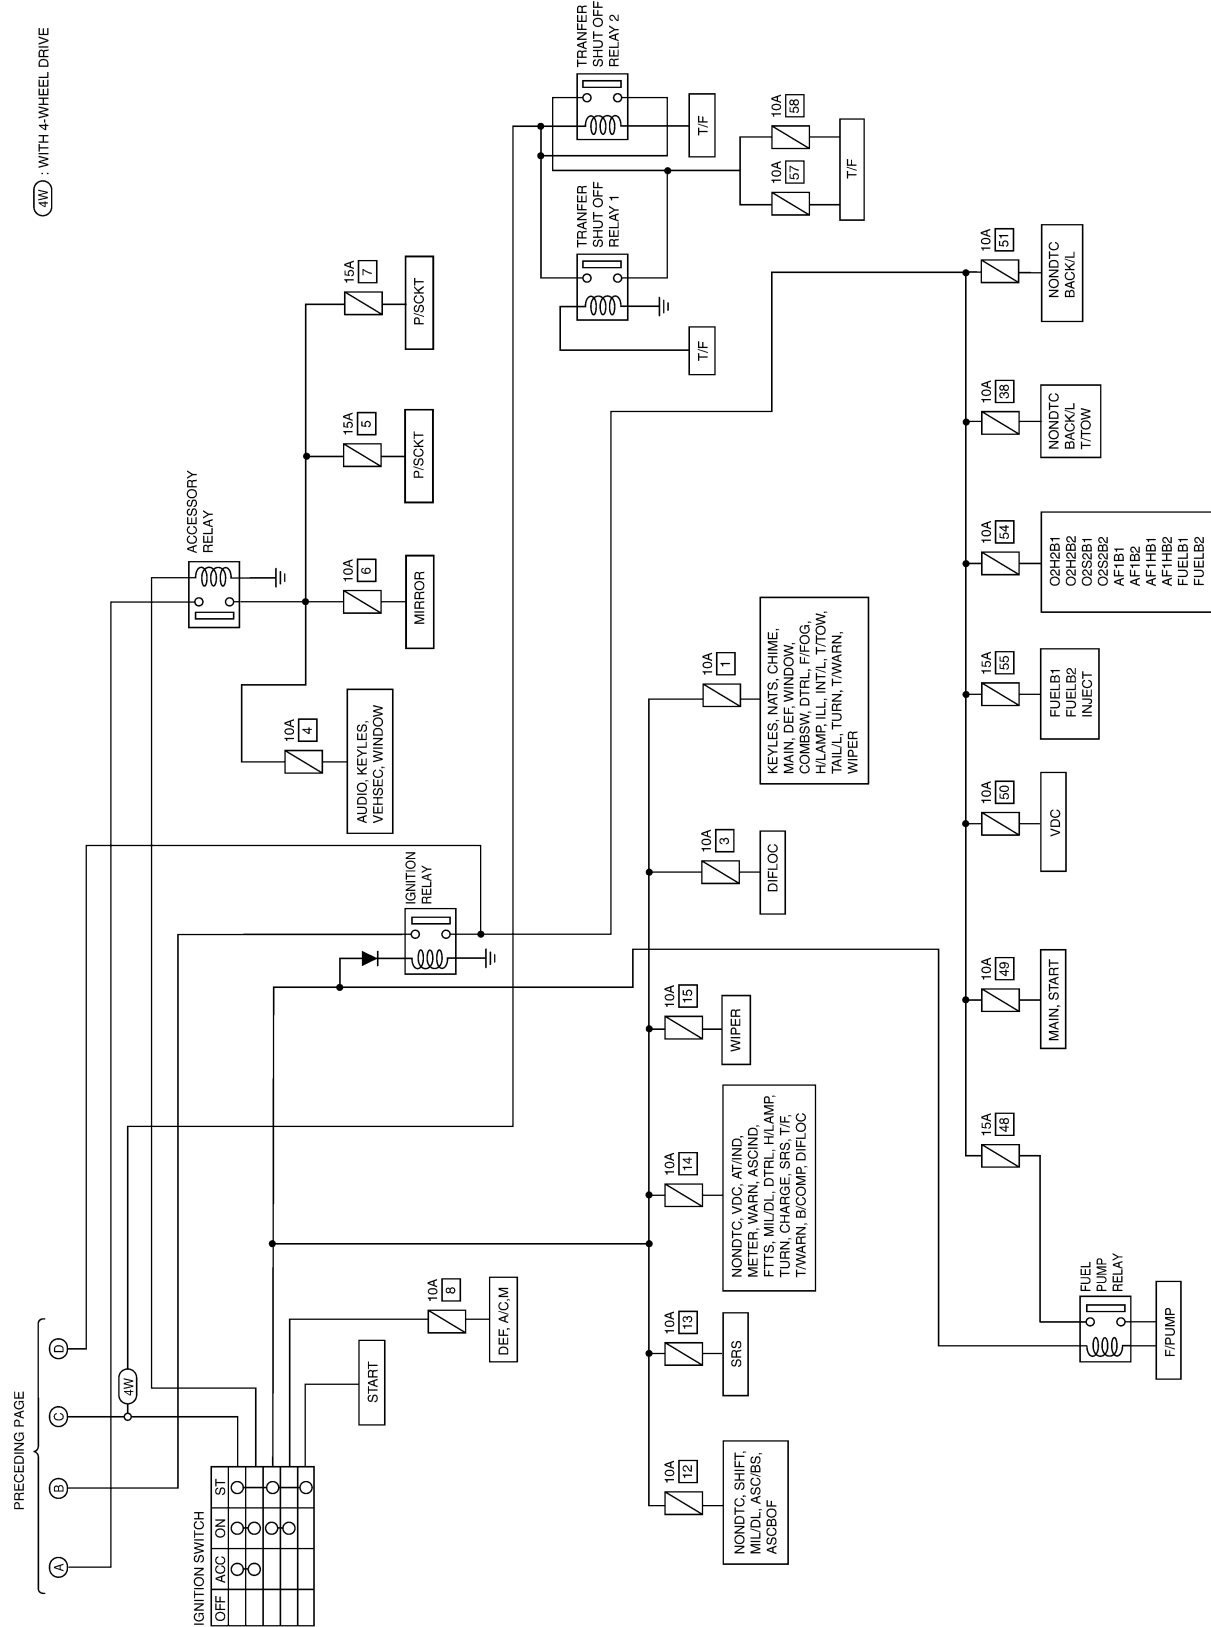 4W : WITH 4-WHEEL DRIVE
PRECEDING PAGE
A
B
C
D
4W
IGNITION SWITCH
OFF
ACC
ON
ST
START
10A
8
DEF, A/C,M
ACCESSORY
RELAY
10A
4
AUDIO, KEYLES,
VEHSEC, WINDOW
10A
6
MIRROR
15A
5
P/SCKT
15A
7
P/SCKT
IGNITION
RELAY
TRANFER
SHUT OFF
RELAY 1
T/F
TRANFER
SHUT OFF
RELAY 2
T/F
10A
57
10A
58
T/F
10A
12
NONDTC, SHIFT,
MIL/DL, ASC/BS,
ASCBOF
10A
13
SRS
10A
14
NONDTC, VDC, AT/IND,
METER, WARN, ASCIND,
FTTS, MIL/DL, DTRL, H/LAMP,
TURN, CHARGE, SRS, T/F,
T/WARN, B/COMP, DIFLOC
10A
15
WIPER
10A
3
DIFLOC
10A
1
KEYLES, NATS, CHIME,
MAIN, DEF, WINDOW,
COMBSW, DTRL, F/FOG,
H/LAMP, ILL, INT/L, T/TOW,
TAIL/L, TURN, T/WARN,
WIPER
FUEL
PUMP
RELAY
F/PUMP
15A
48
10A
49
MAIN, START
10A
50
VDC
15A
55
FUELB1
FUELB2
INJECT
10A
54
O2H2B1
O2H2B2
O2S2B1
O2S2B2
AF1B1
AF1B2
AF1HB1
AF1HB2
FUELB1
FUELB2
10A
38
NONDTC
BACK/L
T/TOW
10A
51
NONDTC
BACK/L